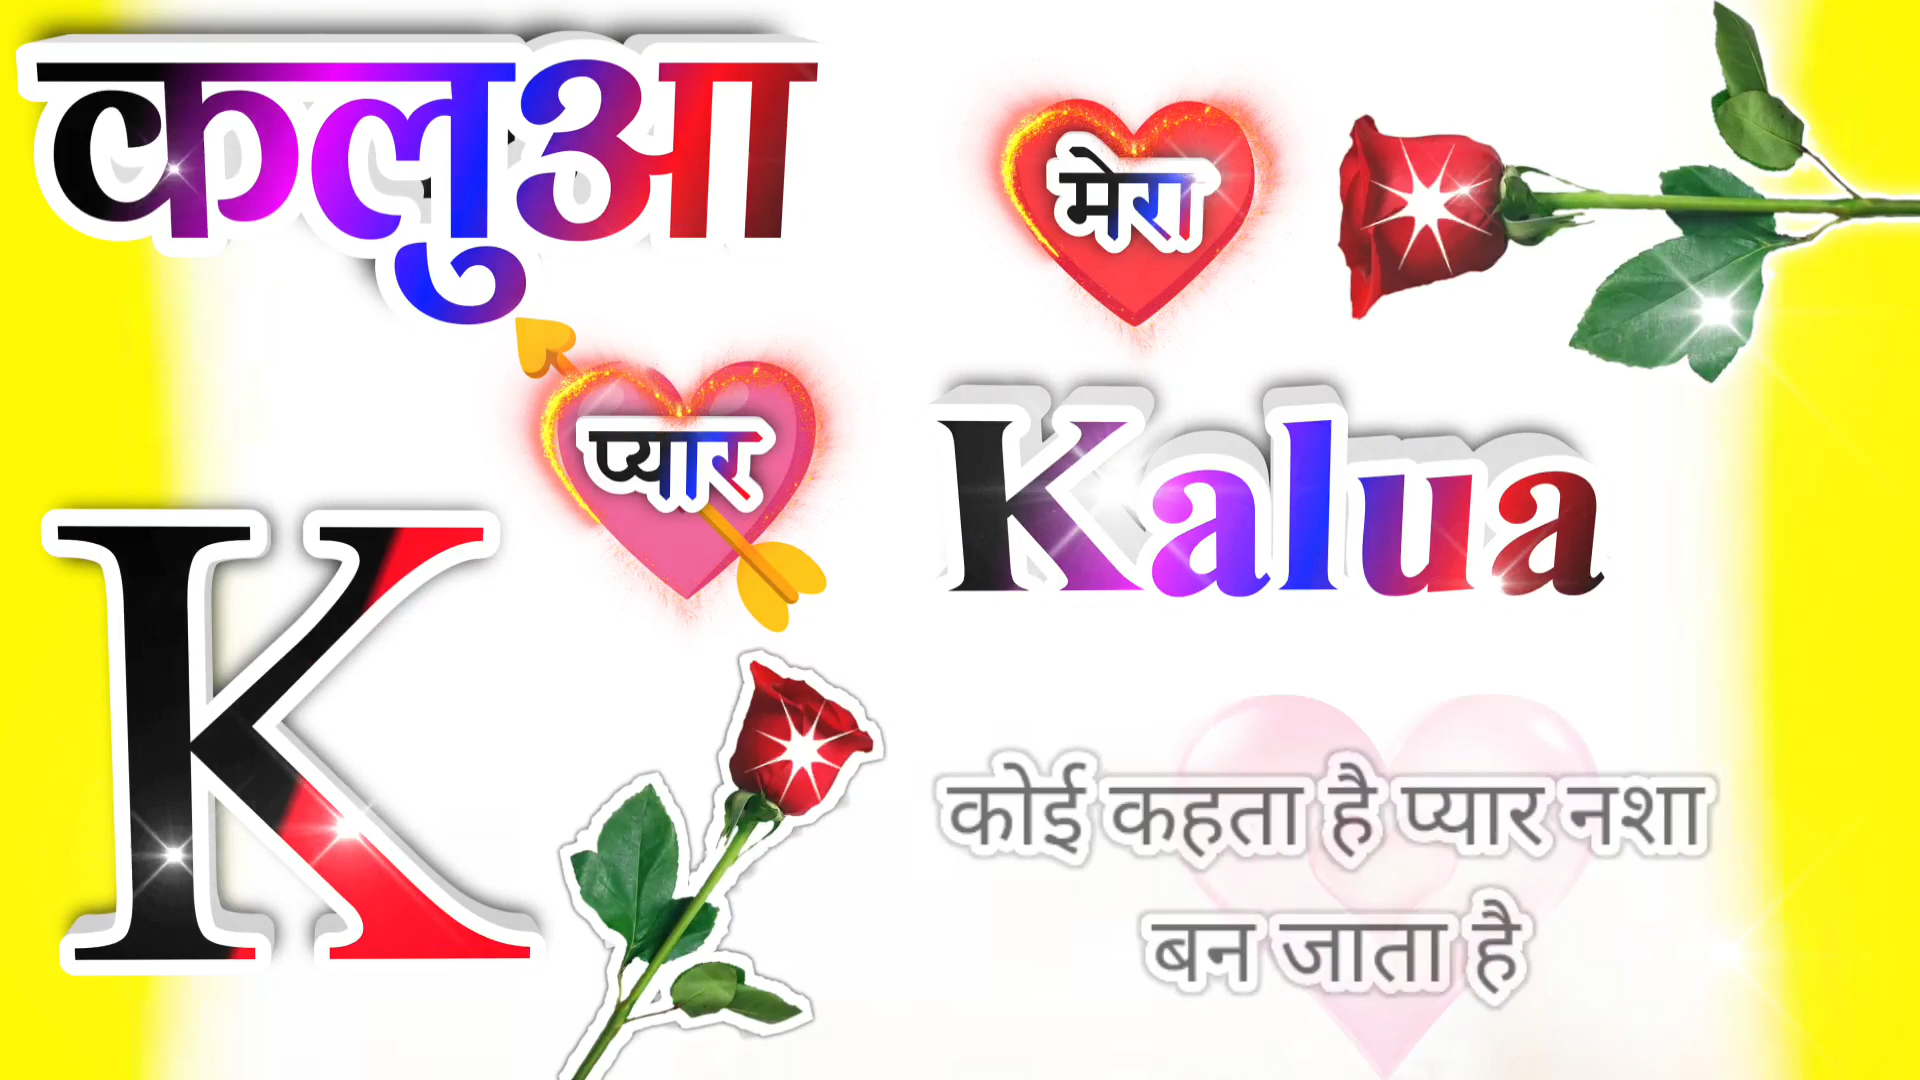 कलुआ
मेरा
प्यार
Kalua
K
कोई कहता है प्यार नशा
बन जाता है